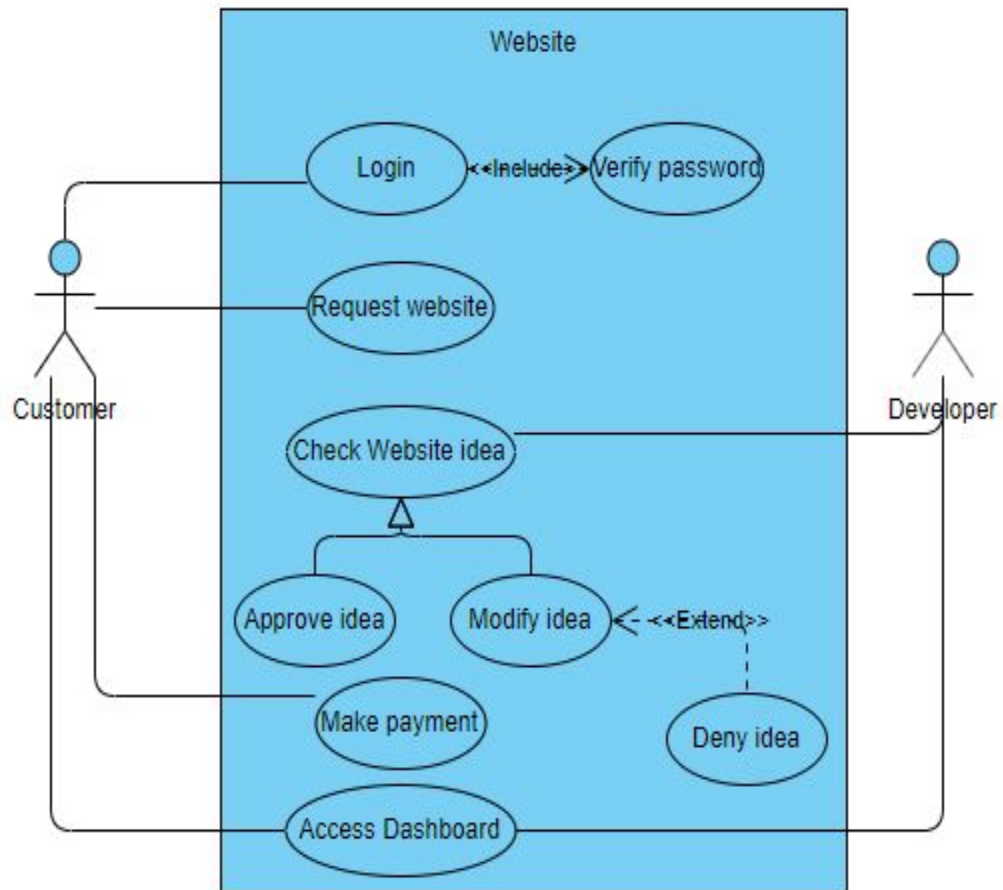 Website
Login
<<Include>>
Verify password
Request website
Customer
Developer
Check Website idea
Approve idea
Modify idea
<<Extend>>
Make payment
Deny idea
Access Dashboard